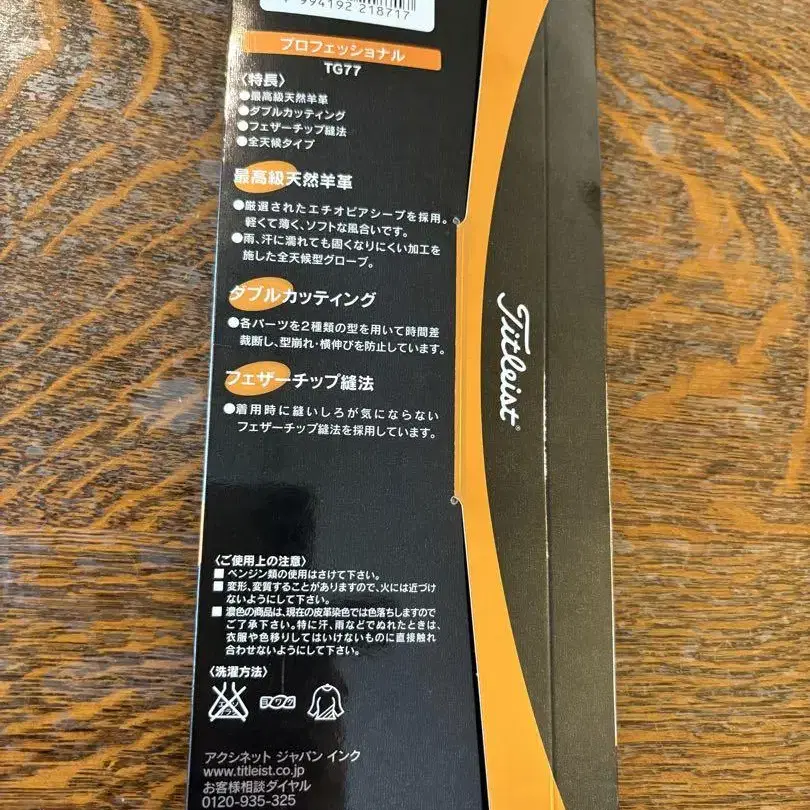 994192 218717
プロフェッショナル
TG77
〈特長〉
●最高級天然羊革
●ダブルカッティング
●フェザーチップ縫法
●全天候タイプ
最高級天然羊革
●厳選されたエチオピアシープを採用。
軽くて薄く、ソフトな風合いです。
●雨、汗に濡れても固くなりにくい加工を
施した全天候型グローブ。
ダブルカッティング
●各パーツを2種類の型を用いて時間差
裁断し、型崩れ・横伸びを防止しています。
フェザーチップ縫法
●着用時に縫いしろが気にならない
フェザーチップ縫法を採用しています。
Titleist®
〈ご使用上の注意〉
■ベンジン類の使用はさけて下さい。
■変形、変質することがありますので、火には近づけ
ないようにして下さい。
■濃色の商品は、現在の皮革染色では色落ちしますので
ご了承下さい。特に汗、雨などでぬれたときは、
衣服や色移りしてはいけないものに直接触れ
合わせないようにして下さい。
〈洗濯方法〉
アクシネット ジャパン インク
www.titleist.co.jp
お客様相談ダイヤル
0120-935-325